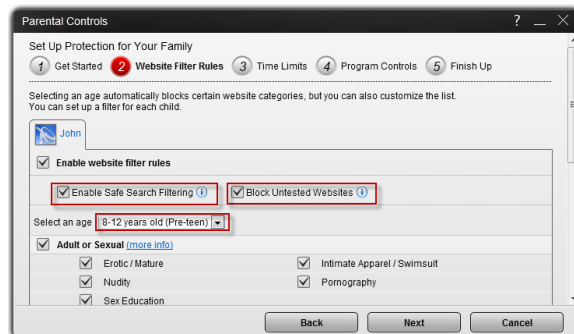 Parental Controls
Set Up Protection for Your Family
1 Get Started 2 Website Filter Rules 3 Time Limits 4 Program Controls 5 Finish Up
Selecting an age automatically blocks certain website categories, but you can also customize the list.
You can set up a filter for each child.
John
Enable website filter rules
Enable Safe Search Filtering Block Untested Websites
Select an age 8-12 years old (Pre-teen)
Adult or Sexual (more info)
Erotic / Mature Intimate Apparel / Swimsuit
Nudity Pornography
Sex Education
Back Next Cancel